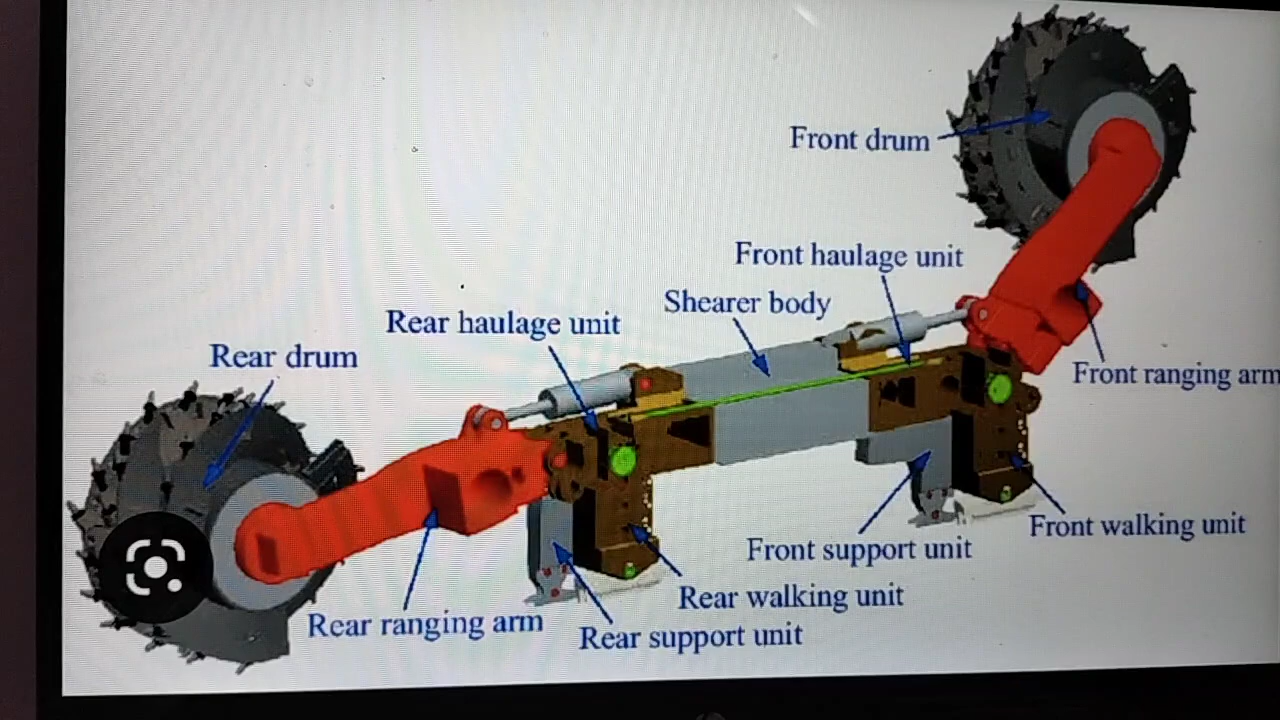 Front drum
Front haulage unit
Shearer body
Rear haulage unit
Rear drum
Front ranging arm
Front walking unit
Front support unit
Rear walking unit
Rear ranging arm
Rear support unit